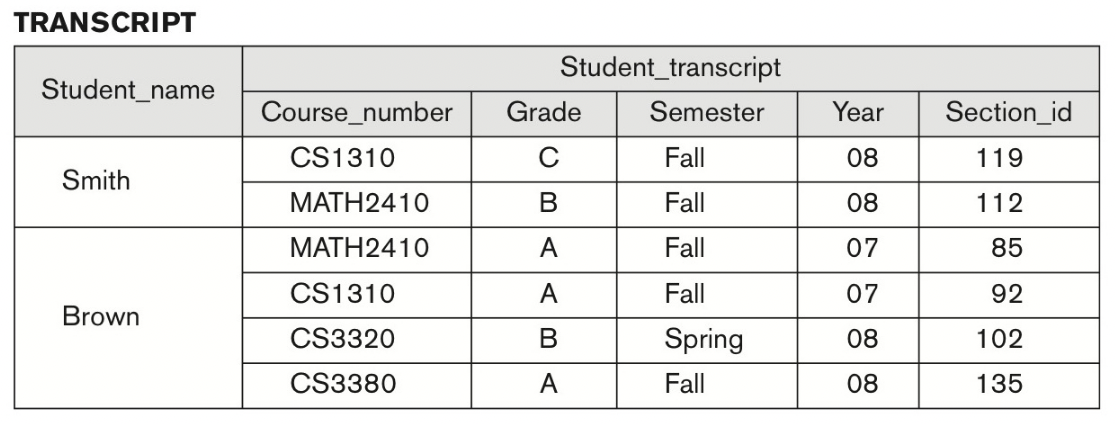 TRANSCRIPT
Student_name Student_transcript
Course_number Grade Semester Year Section_id
Smith CS1310 C Fall 08 119
MATH2410 B Fall 08 112
Brown MATH2410 A Fall 07 85
CS1310 A Fall 07 92
CS3320 B Spring 08 102
CS3380 A Fall 08 135